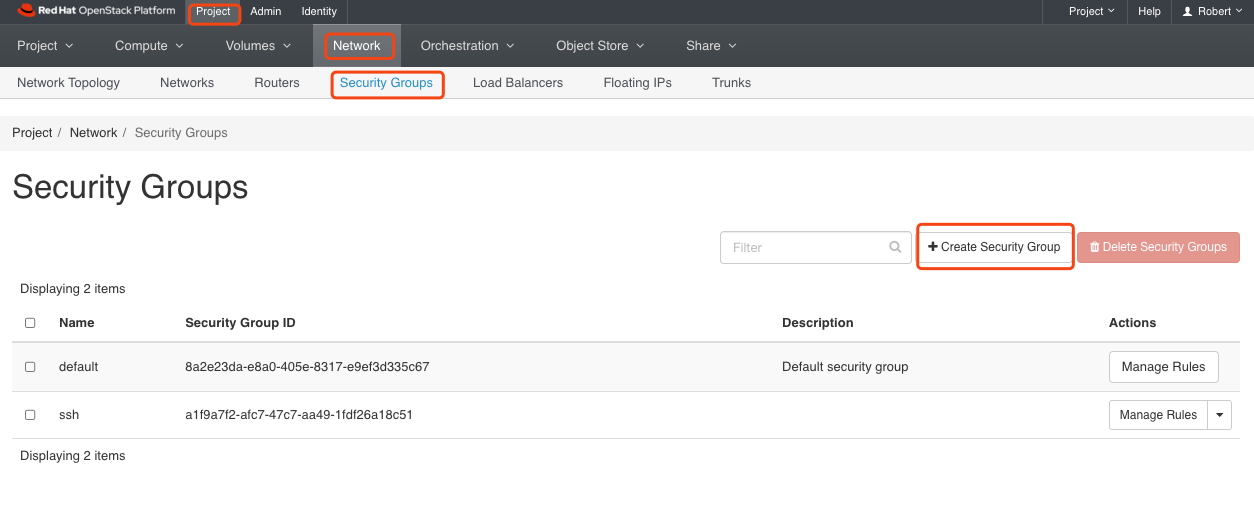 Red Hat OpenStack Platform Project Admin Identity Project Help Robert
Project Compute Volumes Network Orchestration Object Store Share
Network Topology Networks Routers Security Groups Load Balancers Floating IPs Trunks
Project / Network / Security Groups
Security Groups
Filter Create Security Group Delete Security Groups
Displaying 2 items
Name Security Group ID Description Actions
default 8a2e23da-e8a0-405e-8317-e9ef3d335c67 Default security group Manage Rules
ssh a1f9a7f2-afc7-47c7-aa49-1fdf26a18c51 Manage Rules
Displaying 2 items